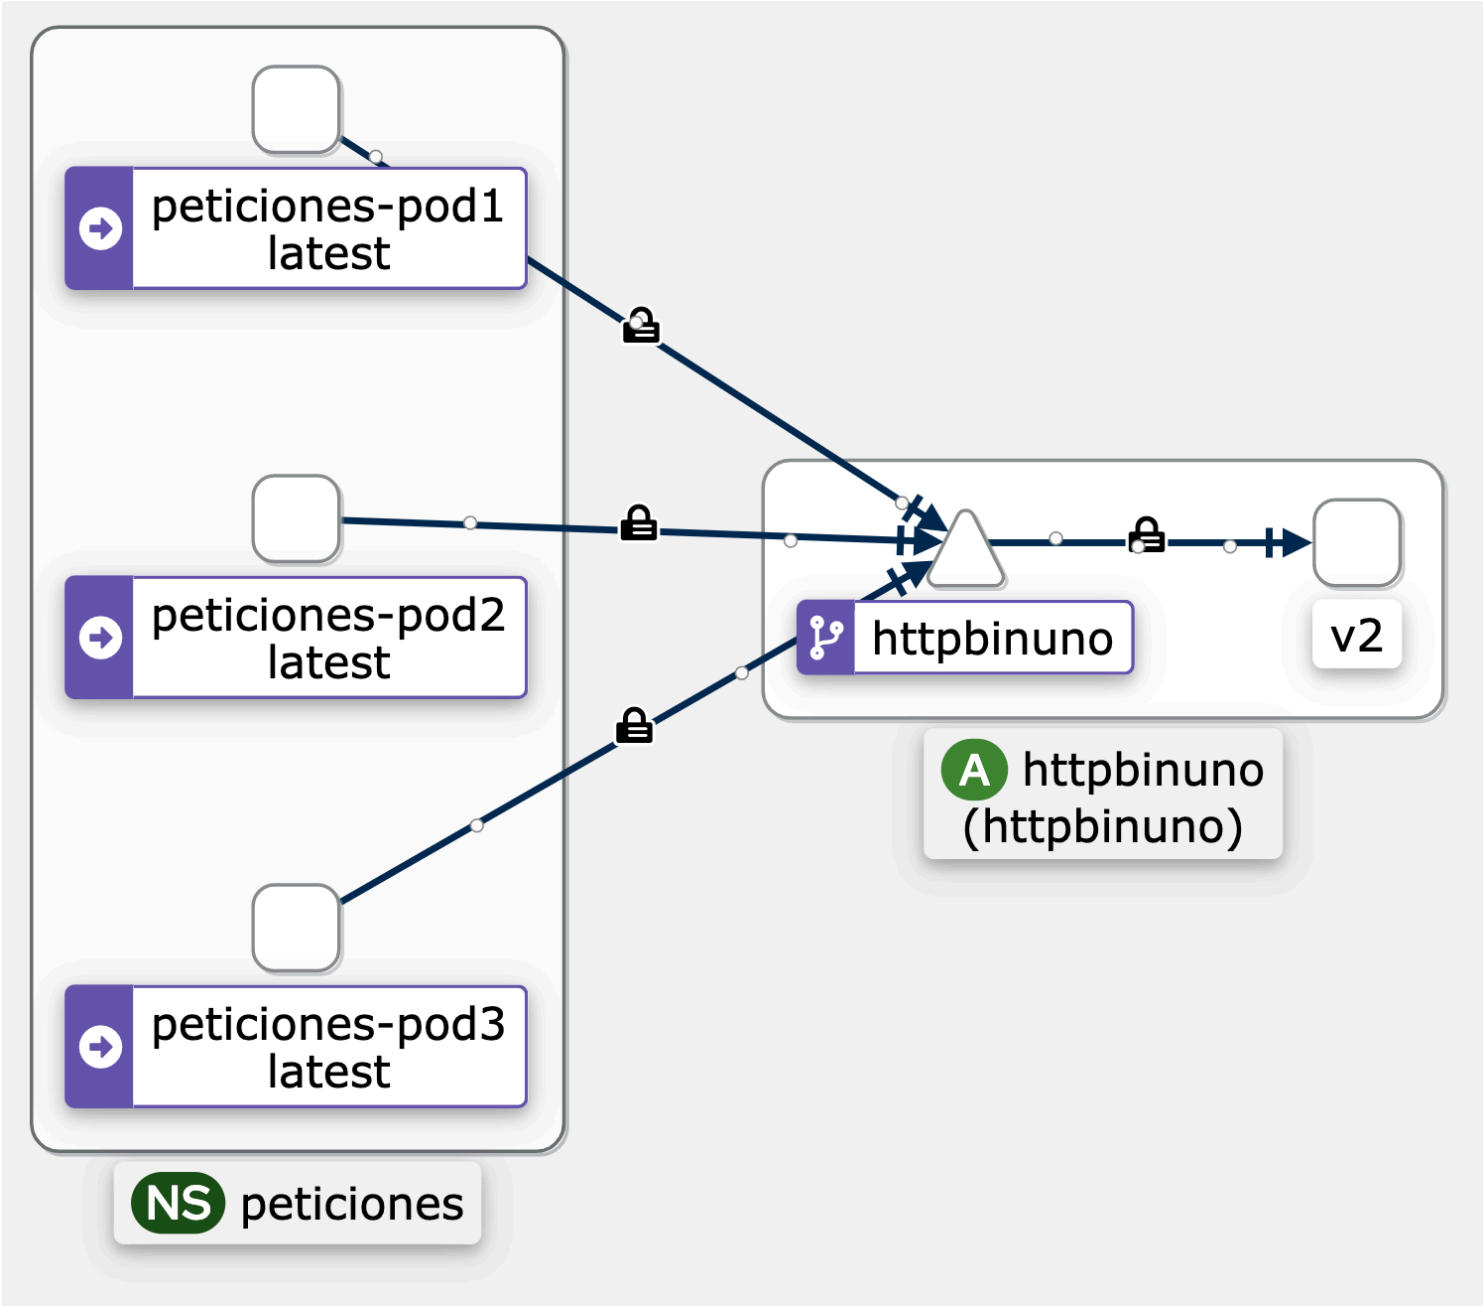 peticiones-pod1
latest
peticiones-pod2
latest
httpbinuno
v2
A httpbinuno
(httpbinuno)
peticiones-pod3
latest
NS peticiones